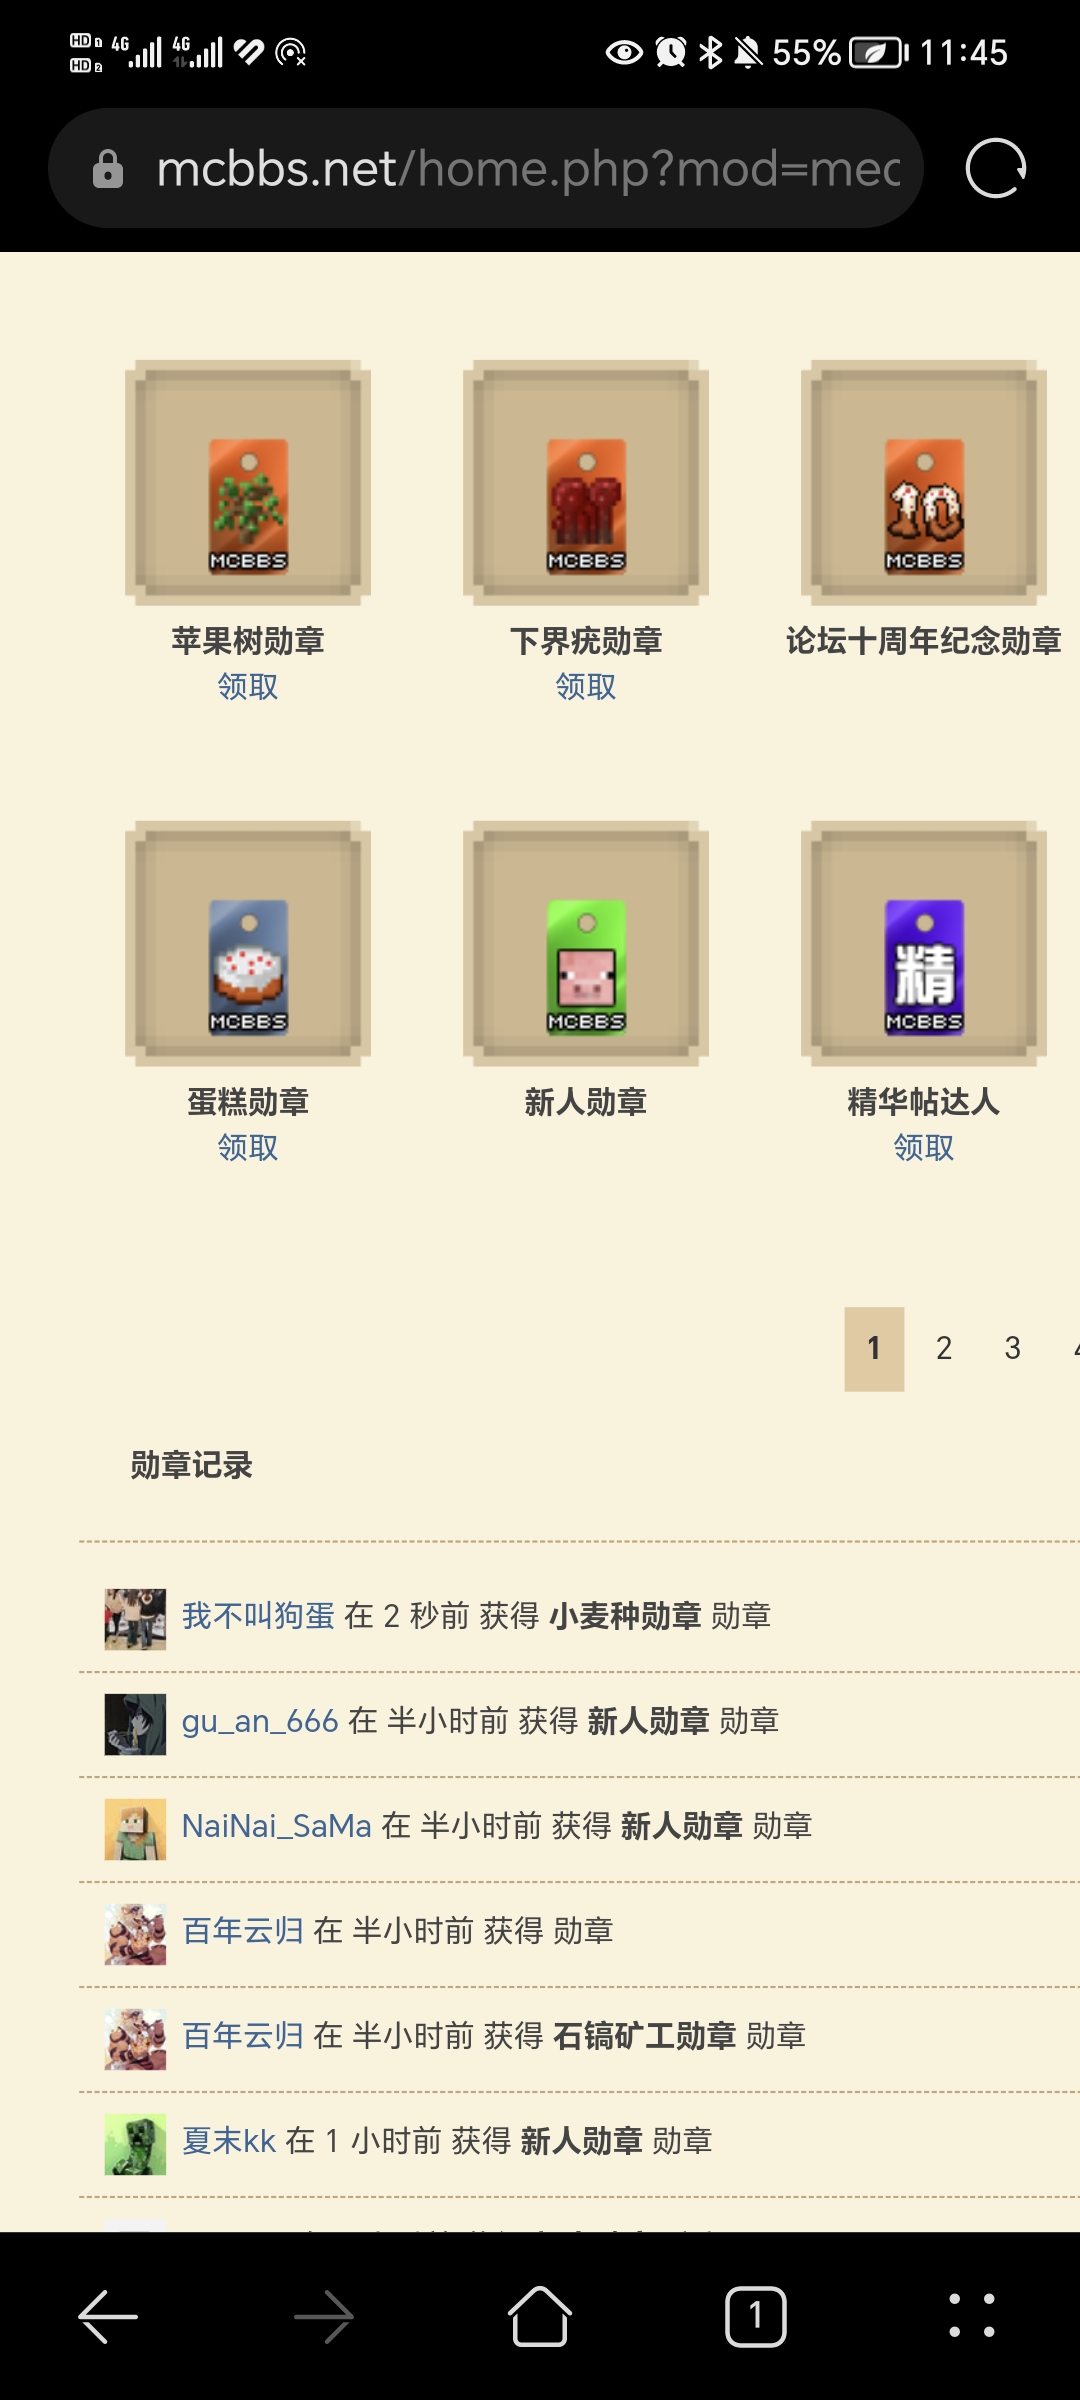 HD 1 4G 4G 55% 11:45
HD 2
mcbbs.net/home.php?mod=med
MCBBS MCBBS 10 MCBBS
苹果树勋章 下界疣勋章 论坛十周年纪念勋章
领取 领取
MCBBS MCBBS 精 MCBBS
蛋糕勋章 新人勋章 精华帖达人
领取 领取
1 2 3
勋章记录
我不叫狗蛋 在 2 秒前 获得 小麦种勋章 勋章
gu_an_666 在 半小时前 获得 新人勋章 勋章
NaiNai_SaMa 在 半小时前 获得 新人勋章 勋章
百年云归 在 半小时前 获得 勋章
百年云归 在 半小时前 获得 石镐矿工勋章 勋章
夏末kk 在 1 小时前 获得 新人勋章 勋章
1